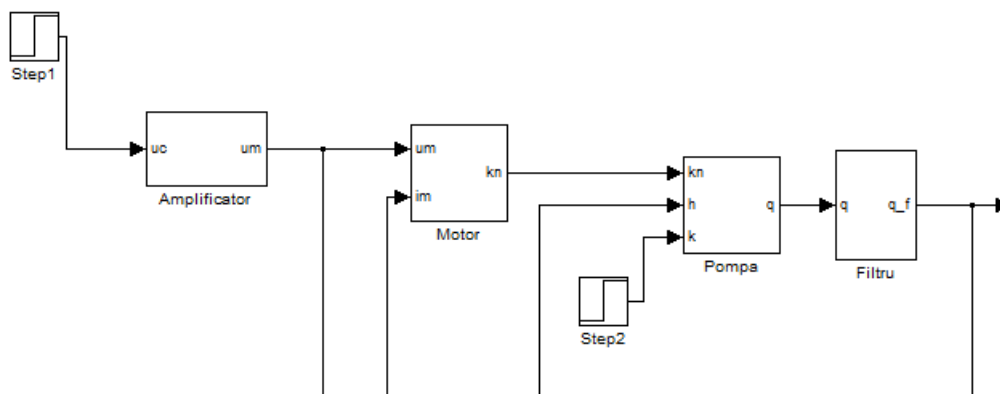 Step1
uc
um
Amplificator
um
im
kn
Motor
kn
h
k
q
Pompa
q
q_f
Filtru
Step2